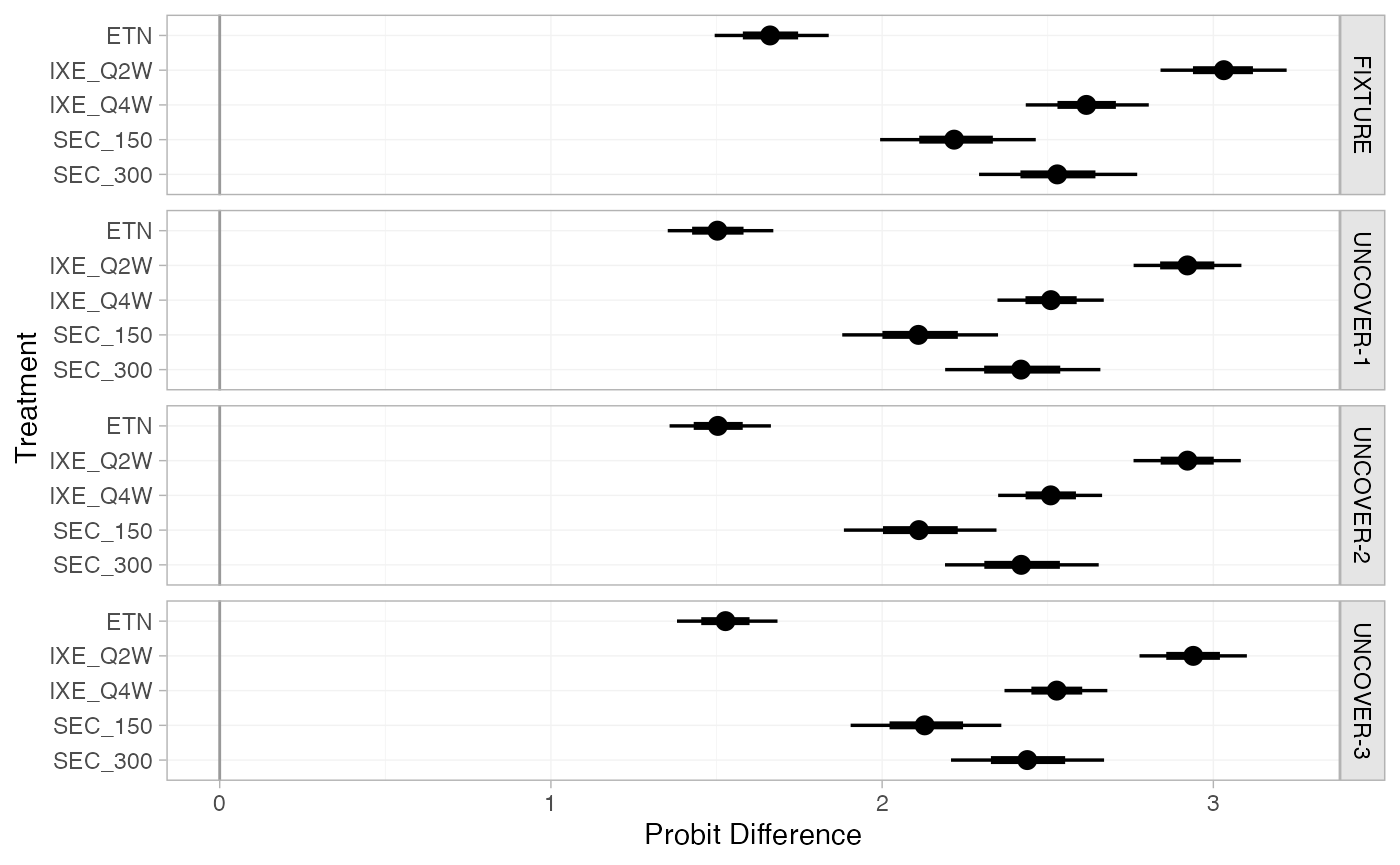 Treatment
ETN
IXE_Q2W
IXE_Q4W
SEC_150
SEC_300
FIXTURE
ETN
IXE_Q2W
IXE_Q4W
SEC_150
SEC_300
UNCOVER-1
ETN
IXE_Q2W
IXE_Q4W
SEC_150
SEC_300
UNCOVER-2
ETN
IXE_Q2W
IXE_Q4W
SEC_150
SEC_300
UNCOVER-3
0 1 2 3
Probit Difference